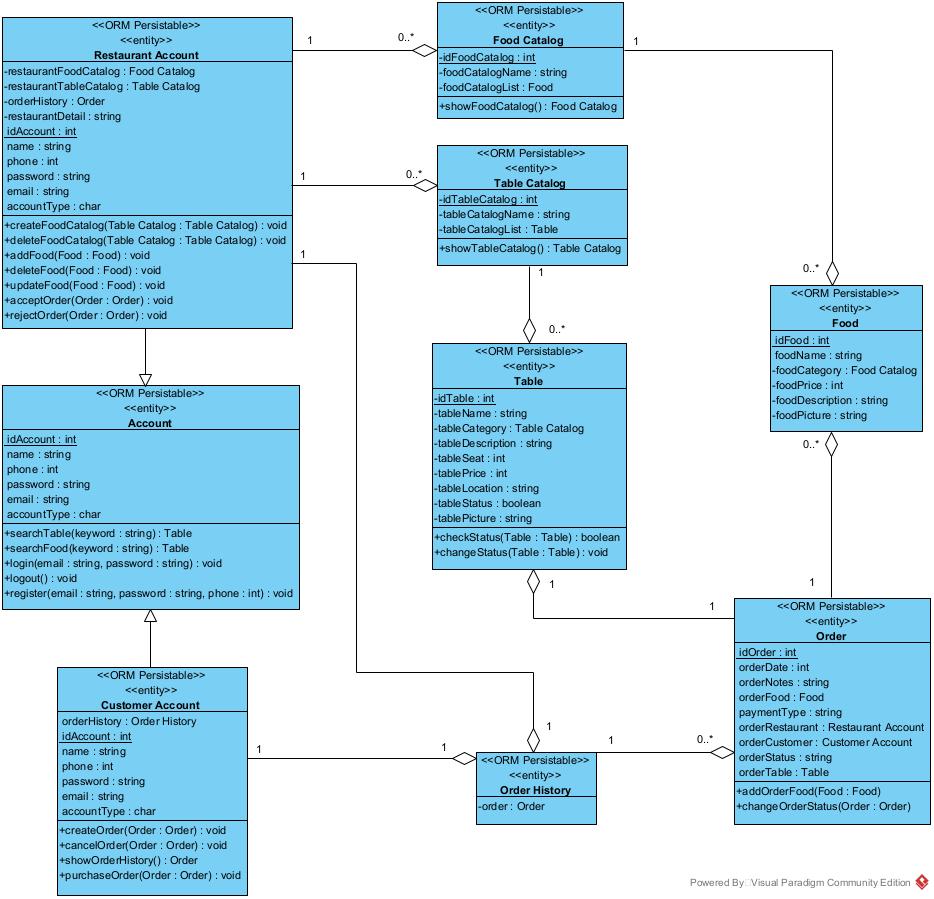 <<ORM Persistable>>
<<entity>>
Restaurant Account
-restaurantFoodCatalog : Food Catalog
-restaurantTableCatalog : Table Catalog
-orderHistory : Order
-restaurantDetail : string
idAccount : int
name : string
phone : int
password : string
email : string
accountType : char
+createFoodCatalog(Table Catalog : Table Catalog) : void
+deleteFoodCatalog(Table Catalog : Table Catalog) : void
+addFood(Food : Food) : void
+deleteFood(Food : Food) : void
+updateFood(Food : Food) : void
+acceptOrder(Order : Order) : void
+rejectOrder(Order : Order) : void
1
0..*
<<ORM Persistable>>
<<entity>>
Food Catalog
-idFoodCatalog : int
-foodCatalogName : string
-foodCatalogList : Food
+showFoodCatalog() : Food Catalog
1
1
0..*
<<ORM Persistable>>
<<entity>>
Table Catalog
-idTableCatalog : int
-tableCatalogName : string
-tableCatalogList : Table
+showTableCatalog() : Table Catalog
1
1
0..*
0..*
<<ORM Persistable>>
<<entity>>
Food
idFood : int
foodName : string
-foodCategory : Food Catalog
-foodPrice : int
-foodDescription : string
-foodPicture : string
0..*
<<ORM Persistable>>
<<entity>>
Table
-idTable : int
-tableName : string
-tableCategory : Table Catalog
-tableDescription : string
-tableSeat : int
-tablePrice : int
-tableLocation : string
-tableStatus : boolean
-tablePicture : string
+checkStatus(Table : Table) : boolean
+changeStatus(Table : Table) : void
1
1
1
<<ORM Persistable>>
<<entity>>
Account
idAccount : int
name : string
phone : int
password : string
email : string
accountType : char
+searchTable(keyword : string) : Table
+searchFood(keyword : string) : Table
+login(email : string, password : string) : void
+logout() : void
+register(email : string, password : string, phone : int) : void
<<ORM Persistable>>
<<entity>>
Order
idOrder : int
orderDate : int
orderNotes : string
orderFood : Food
paymentType : string
orderRestaurant : Restaurant Account
orderCustomer : Customer Account
orderStatus : string
orderTable : Table
+addOrderFood(Food : Food)
+changeOrderStatus(Order : Order)
<<ORM Persistable>>
<<entity>>
Customer Account
orderHistory : Order History
idAccount : int
name : string
phone : int
password : string
email : string
accountType : char
+createOrder(Order : Order) : void
+cancelOrder(Order : Order) : void
+showOrderHistory() : Order
+purchaseOrder(Order : Order) : void
1
1
1
1
0..*
<<ORM Persistable>>
<<entity>>
Order History
-order : Order
Powered By Visual Paradigm Community Edition